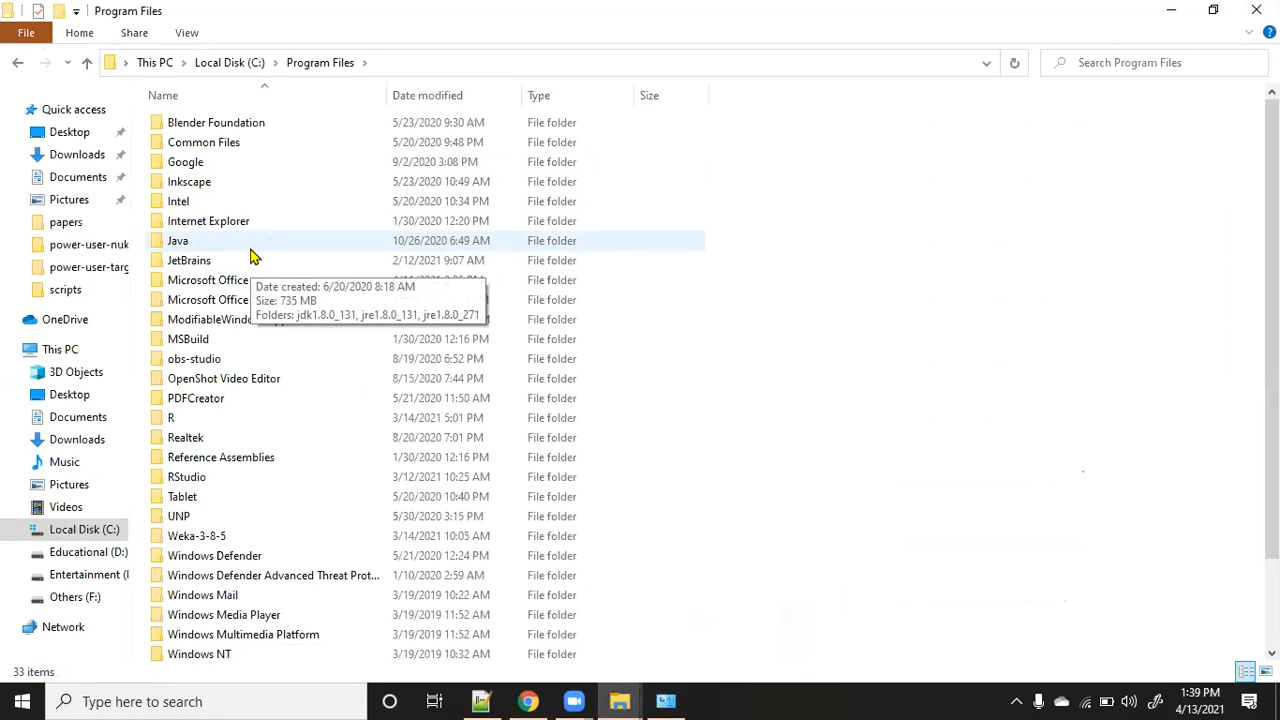 Program Files
File Home Share View
This PC Local Disk (C:) Program Files Search Program Files
Name Date modified Type Size
Quick access
Desktop
Downloads
Documents
Pictures
papers
power-user-nuk
power-user-targ
scripts
OneDrive
This PC
3D Objects
Desktop
Documents
Downloads
Music
Pictures
Videos
Local Disk (C:)
Educational (D:)
Entertainment (I
Others (F:)
Network
Blender Foundation 5/23/2020 9:30 AM File folder
Common Files 5/20/2020 9:48 PM File folder
Google 9/2/2020 3:08 PM File folder
Inkscape 5/23/2020 10:49 AM File folder
Intel 5/20/2020 10:34 PM File folder
Internet Explorer 1/30/2020 12:20 PM File folder
Java 10/26/2020 6:49 AM File folder
JetBrains 2/12/2021 9:07 AM File folder
Microsoft Office File folder
Date created: 6/20/2020 8:18 AM
Size: 735 MB
Folders: jdk1.8.0_131, jre1.8.0_131, jre1.8.0_271
Microsoft Office File folder
ModifiableWindo File folder
MSBuild 1/30/2020 12:16 PM File folder
obs-studio 8/19/2020 6:52 PM File folder
OpenShot Video Editor 8/15/2020 7:44 PM File folder
PDFCreator 5/21/2020 11:50 AM File folder
R 3/14/2021 5:01 PM File folder
Realtek 8/20/2020 7:01 PM File folder
Reference Assemblies 1/30/2020 12:16 PM File folder
RStudio 3/12/2021 10:25 AM File folder
Tablet 5/20/2020 10:40 PM File folder
UNP 5/30/2020 3:15 PM File folder
Weka-3-8-5 3/14/2021 10:05 AM File folder
Windows Defender 5/21/2020 12:24 PM File folder
Windows Defender Advanced Threat Prot... 1/10/2020 2:59 AM File folder
Windows Mail 3/19/2019 10:22 AM File folder
Windows Media Player 3/19/2019 11:52 AM File folder
Windows Multimedia Platform 3/19/2019 11:52 AM File folder
Windows NT 3/19/2019 10:32 AM File folder
33 items
Type here to search
1:39 PM
4/13/2021